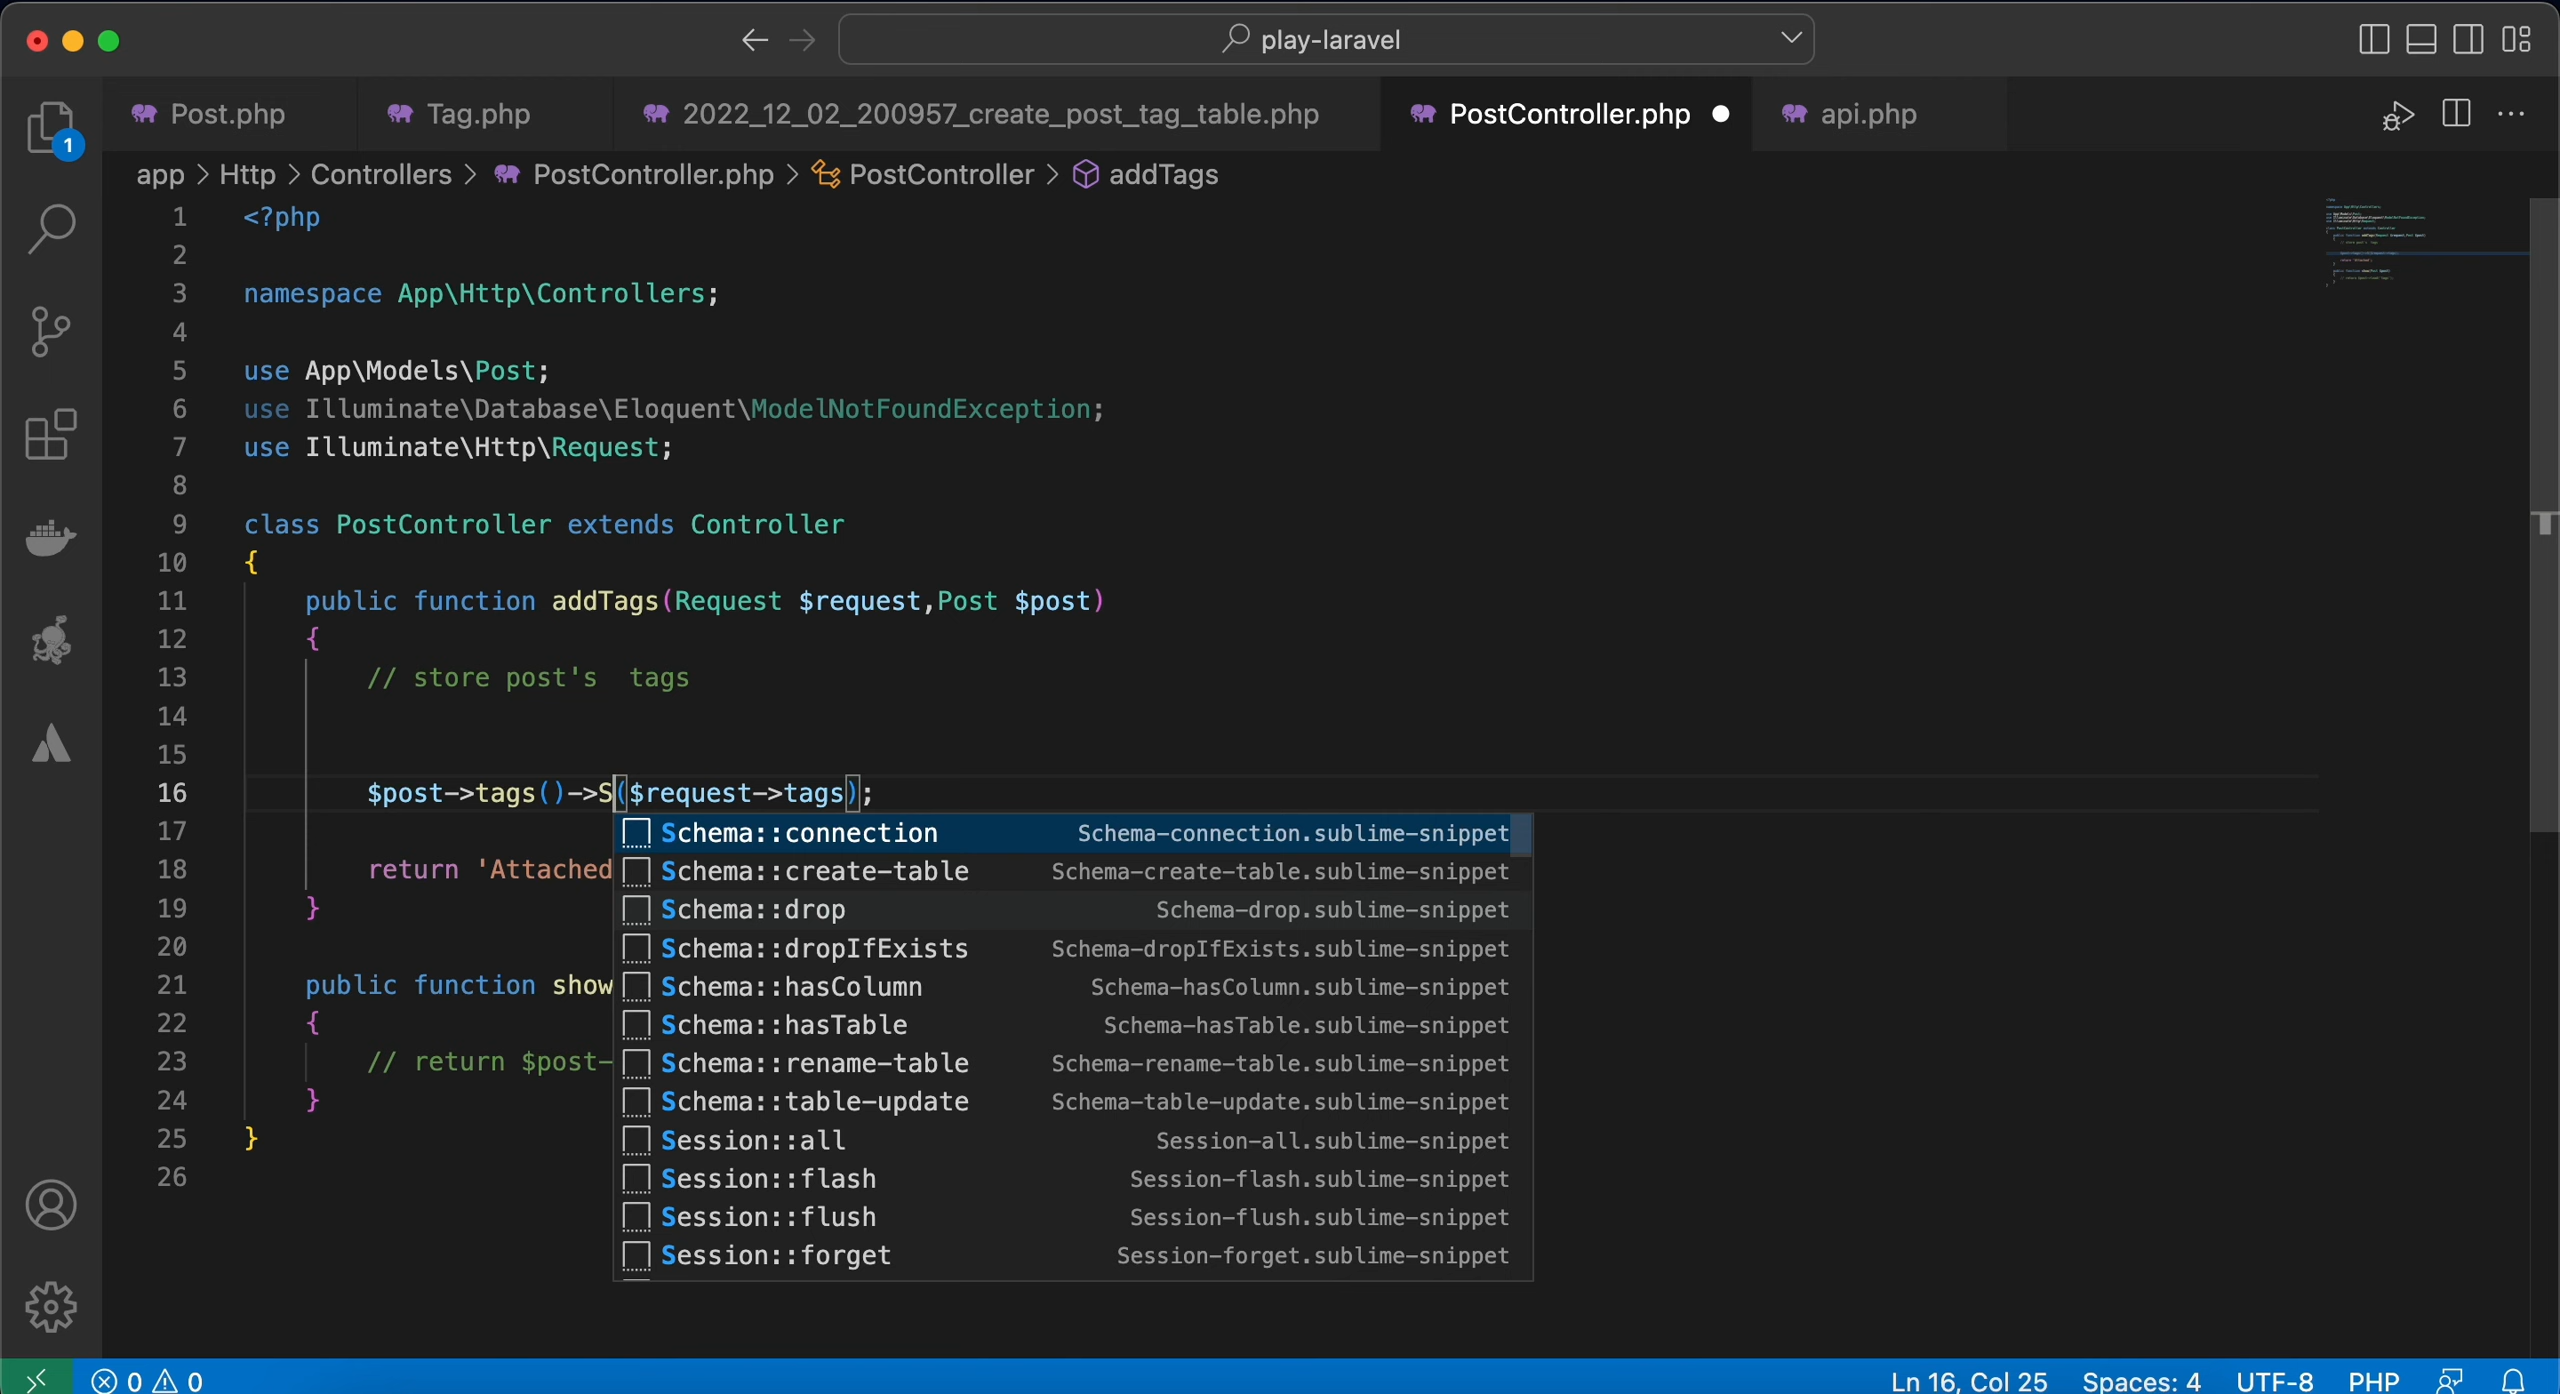 play-laravel
Post.php
Tag.php
2022_12_02_200957_create_post_tag_table.php
PostController.php
api.php
1
app > Http > Controllers > PostController.php > PostController > addTags
1 <?php
2
3 namespace App\Http\Controllers;
4
5 use App\Models\Post;
6 use Illuminate\Database\Eloquent\ModelNotFoundException;
7 use Illuminate\Http\Request;
8
9 class PostController extends Controller
10 {
11 public function addTags(Request $request,Post $post)
12 {
13 // store post's  tags
14
15
16 $post->tags()->S($request->tags);
17
18 return 'Attached
19 }
20
21 public function show
22 {
23 // return $post-
24 }
25 }
26
Schema::connection Schema-connection.sublime-snippet
Schema::create-table Schema-create-table.sublime-snippet
Schema::drop Schema-drop.sublime-snippet
Schema::dropIfExists Schema-dropIfExists.sublime-snippet
Schema::hasColumn Schema-hasColumn.sublime-snippet
Schema::hasTable Schema-hasTable.sublime-snippet
Schema::rename-table Schema-rename-table.sublime-snippet
Schema::table-update Schema-table-update.sublime-snippet
Session::all Session-all.sublime-snippet
Session::flash Session-flash.sublime-snippet
Session::flush Session-flush.sublime-snippet
Session::forget Session-forget.sublime-snippet
0 0 Ln 16, Col 25 Spaces: 4 UTF-8 PHP